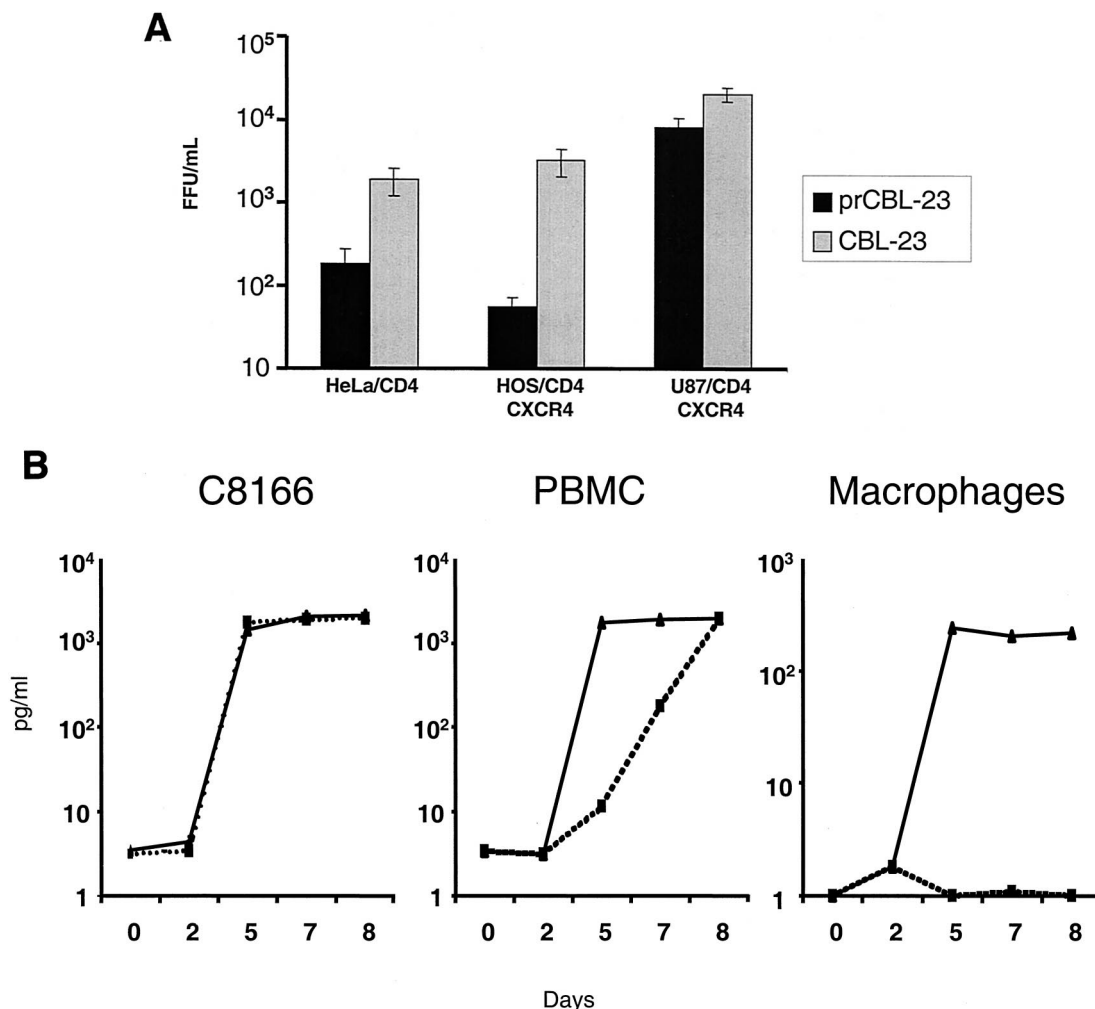 A
10⁵
10⁴
10³
10²
10
FFU/mL
HeLa/CD4
HOS/CD4
CXCR4
U87/CD4
CXCR4
prCBL-23
CBL-23
B
C8166
PBMC
Macrophages
10⁴
10³
10²
10
1
10⁴
10³
10²
10
1
10³
10²
10
1
pg/ml
0 2 5 7 8
0 2 5 7 8
0 2 5 7 8
Days